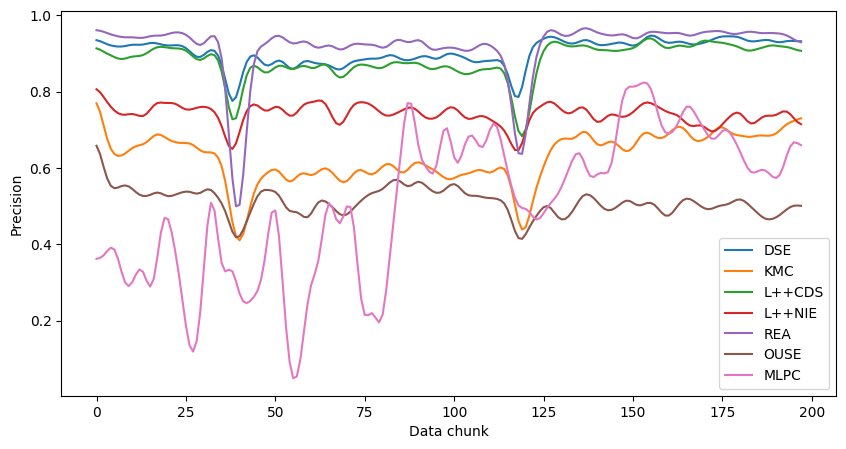 1.0
0.8
0.6
0.4
0.2
Precision
0
25
50
75
100
125
150
175
200
Data chunk
DSE
KMC
L++CDS
L++NIE
REA
OUSE
MLPC